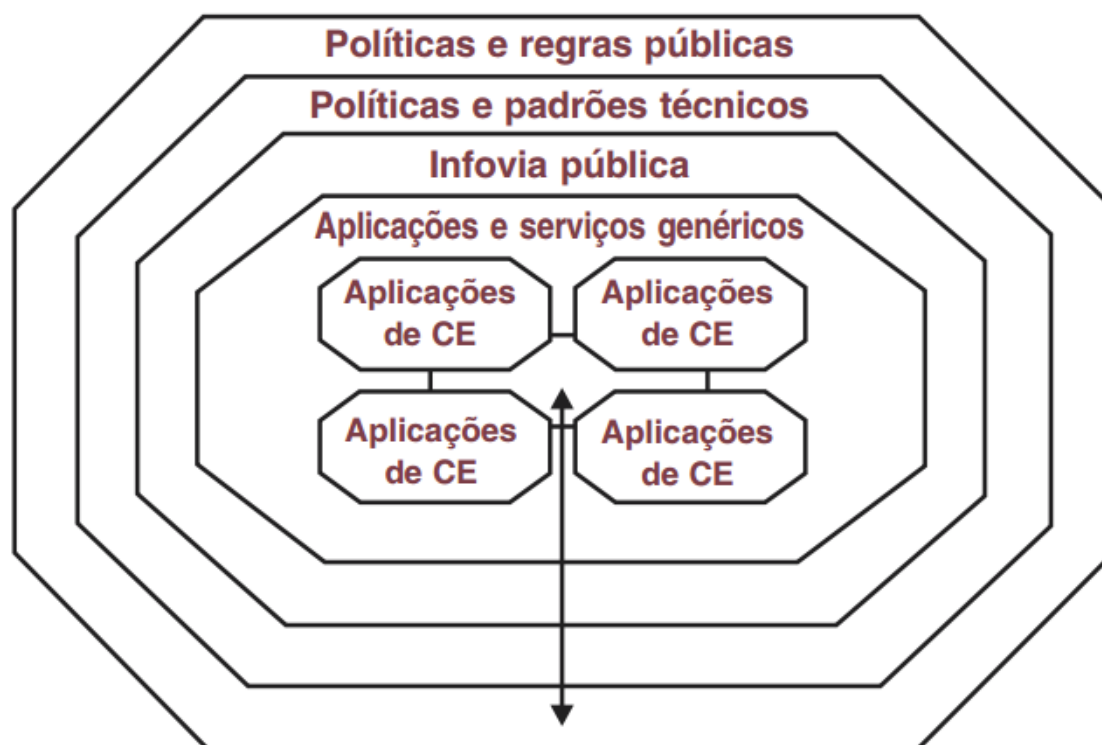 Políticas e regras públicas
Políticas e padrões técnicos
Infovia pública
Aplicações e serviços genéricos
Aplicações
de CE
Aplicações
de CE
Aplicações
de CE
Aplicações
de CE